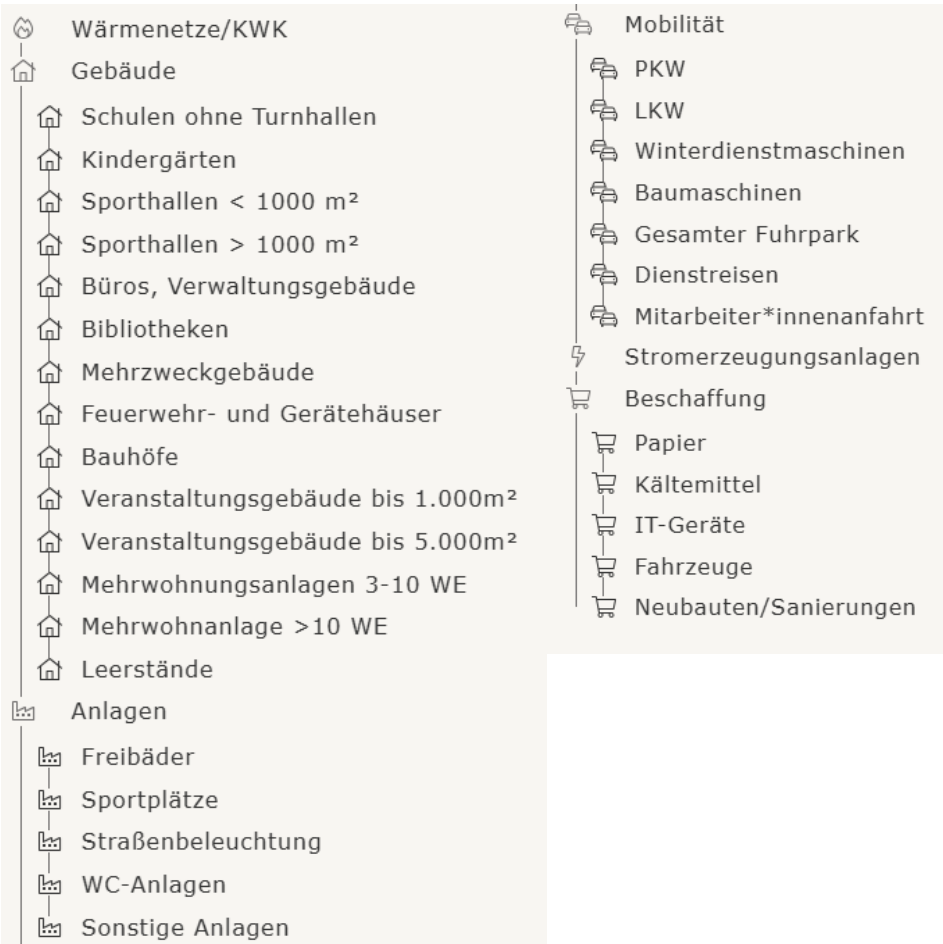 Wärmenetze/KWK
Gebäude
Schulen ohne Turnhallen
Kindergärten
Sporthallen < 1000 m²
Sporthallen > 1000 m²
Büros, Verwaltungsgebäude
Bibliotheken
Mehrzweckgebäude
Feuerwehr- und Gerätehäuser
Bauhöfe
Veranstaltungsgebäude bis 1.000m²
Veranstaltungsgebäude bis 5.000m²
Mehrwohnungsanlagen 3-10 WE
Mehrwohnanlage >10 WE
Leerstände
Anlagen
Freibäder
Sportplätze
Straßenbeleuchtung
WC-Anlagen
Sonstige Anlagen
Mobilität
PKW
LKW
Winterdienstmaschinen
Baumaschinen
Gesamter Fuhrpark
Dienstreisen
Mitarbeiter*innenanfahrt
Stromerzeugungsanlagen
Beschaffung
Papier
Kältemittel
IT-Geräte
Fahrzeuge
Neubauten/Sanierungen